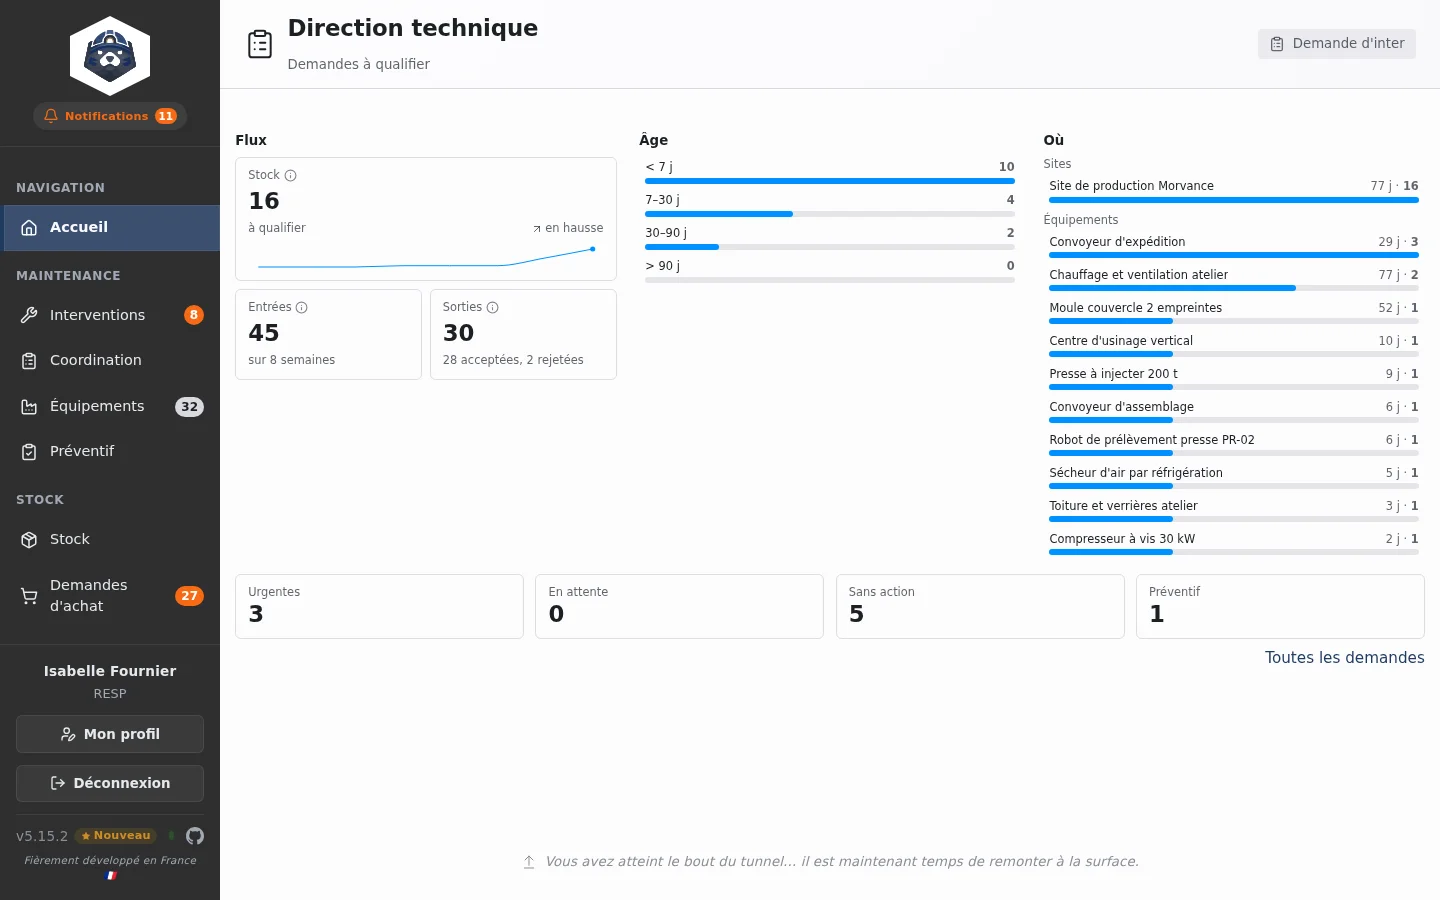 Notifications 11
NAVIGATION
Accueil
MAINTENANCE
Interventions 8
Coordination
Équipements 32
Préventif
STOCK
Stock
Demandes
d'achat 27
Isabelle Fournier
RESP
Mon profil
Déconnexion
v5.15.2 Nouveau
Fièrement développé en France
Direction technique
Demandes à qualifier
Demande d'inter
Flux
Stock
16
à qualifier en hausse
Entrées
45
sur 8 semaines
Sorties
30
28 acceptées, 2 rejetées
Âge
< 7 j 10
7–30 j 4
30–90 j 2
> 90 j 0
Où
Sites
Site de production Morvance 77 j · 16
Équipements
Convoyeur d'expédition 29 j · 3
Chauffage et ventilation atelier 77 j · 2
Moule couvercle 2 empreintes 52 j · 1
Centre d'usinage vertical 10 j · 1
Presse à injecter 200 t 9 j · 1
Convoyeur d'assemblage 6 j · 1
Robot de prélèvement presse PR-02 6 j · 1
Sécheur d'air par réfrigération 5 j · 1
Toiture et verrières atelier 3 j · 1
Compresseur à vis 30 kW 2 j · 1
Urgentes
3
En attente
0
Sans action
5
Préventif
1
Toutes les demandes
Vous avez atteint le bout du tunnel... il est maintenant temps de remonter à la surface.